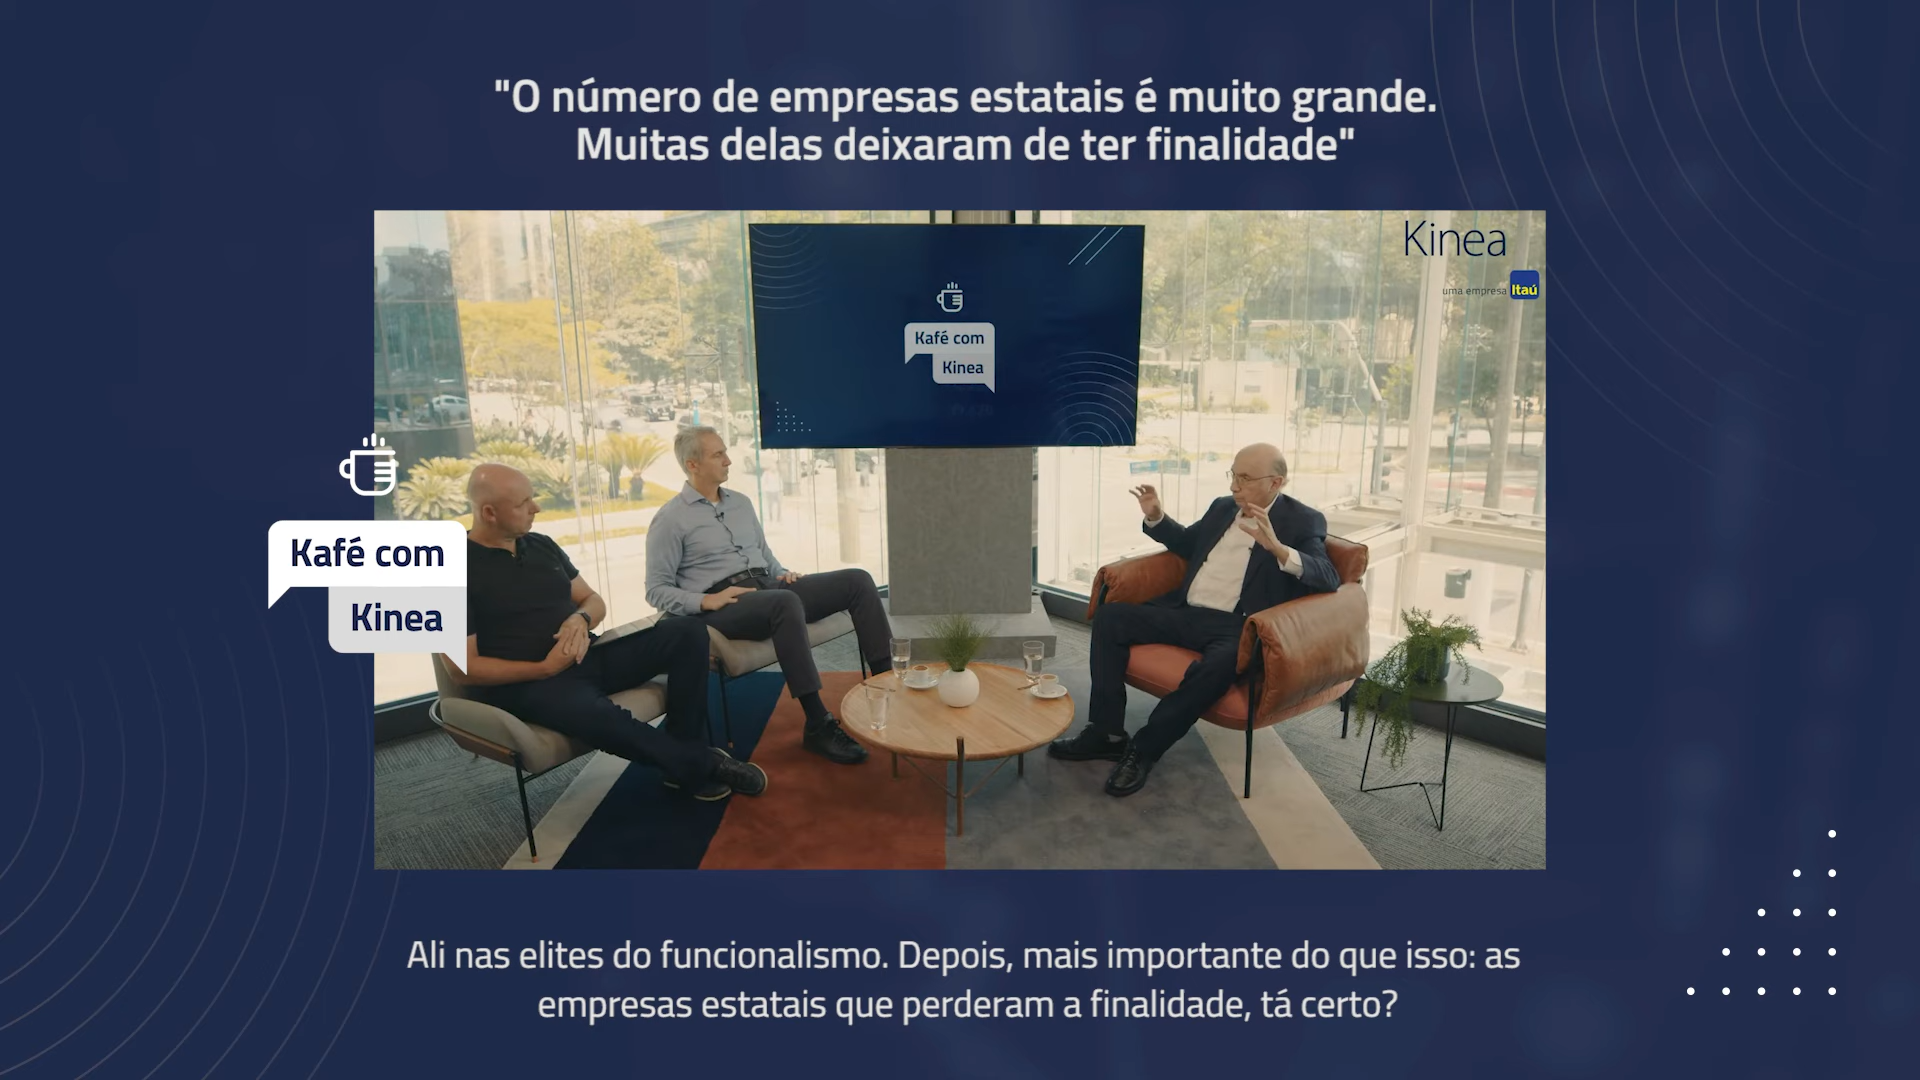 "O número de empresas estatais é muito grande.
Muitas delas deixaram de ter finalidade"
Kinea
uma empresa Itaú
Kafé com
Kinea
Kafé com
Kinea
Ali nas elites do funcionalismo. Depois, mais importante do que isso: as
empresas estatais que perderam a finalidade, tá certo?